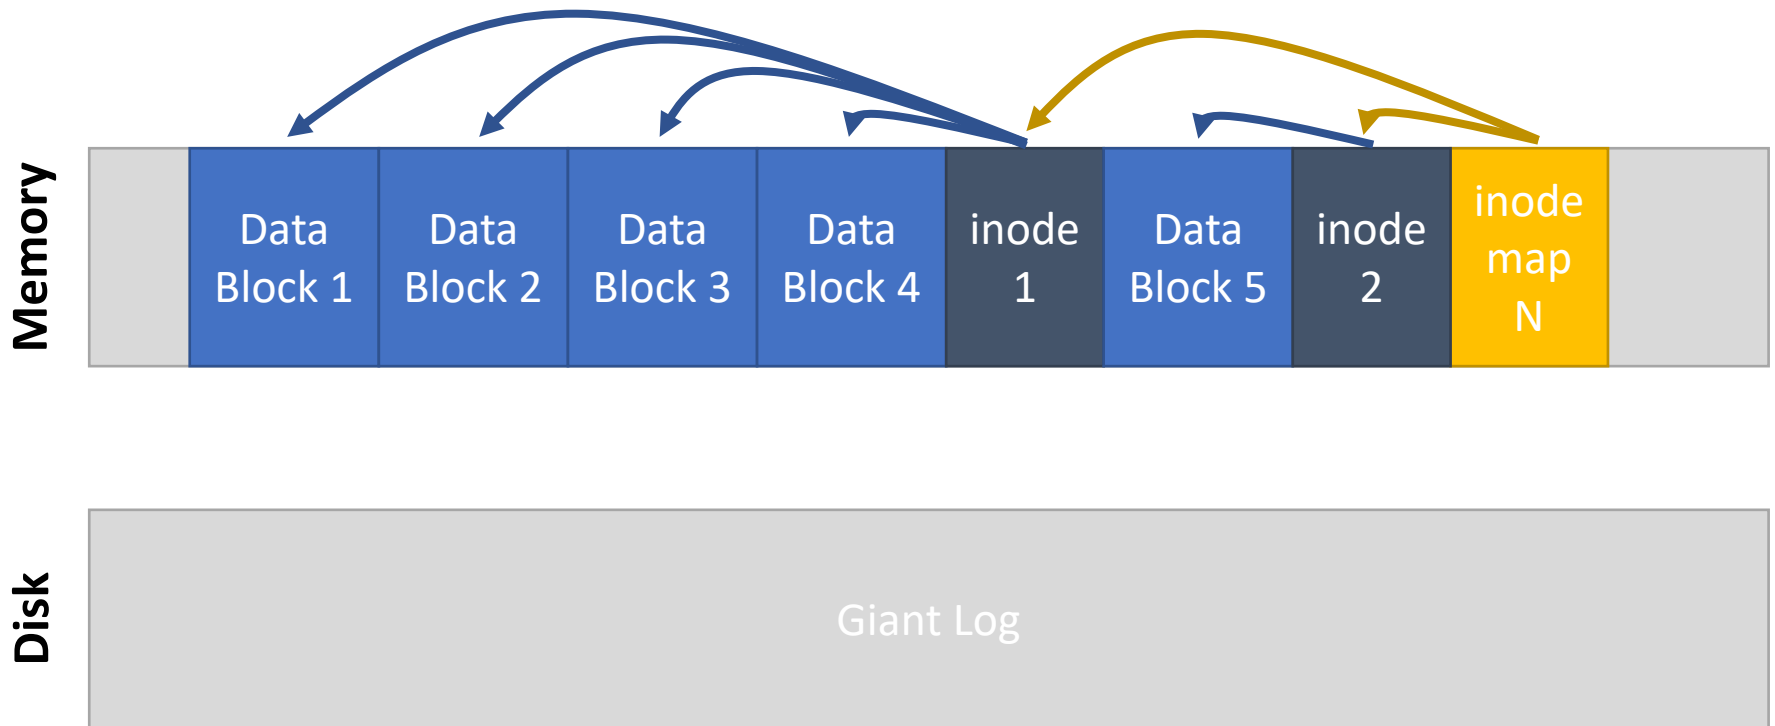 Memory
Data
Block 1
Data
Block 2
Data
Block 3
Data
Block 4
inode
1
Data
Block 5
inode
2
inode
map
N
Disk
Giant Log